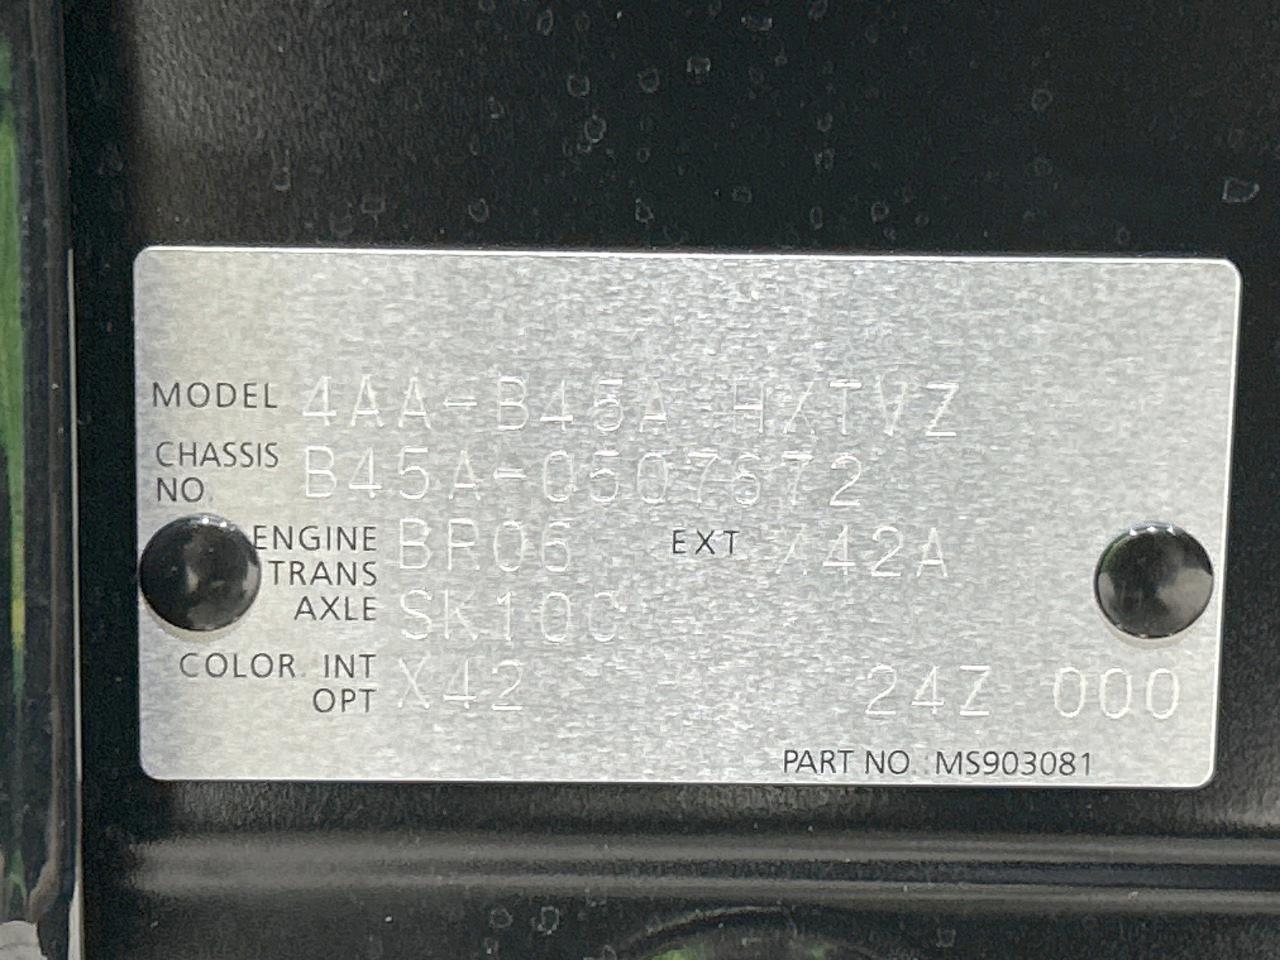 MODEL 4AA-B45A HXTVZ
CHASSIS NO. B45A-0507672
ENGINE BR06 EXT X42A
TRANS
AXLE SK10C
COLOR INT X42 24Z 000
OPT
PART NO.:MS903081